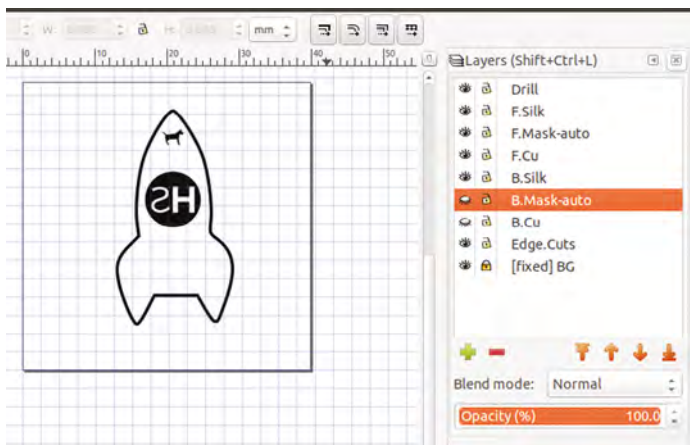 W: H: mm
0 10 20 30 40 50
Layers (Shift+Ctrl+L)
Drill
F.Silk
F.Mask-auto
F.Cu
B.Silk
B.Mask-auto
B.Cu
Edge.Cuts
[fixed] BG
SH
Blend mode: Normal
Opacity (%) 100.0